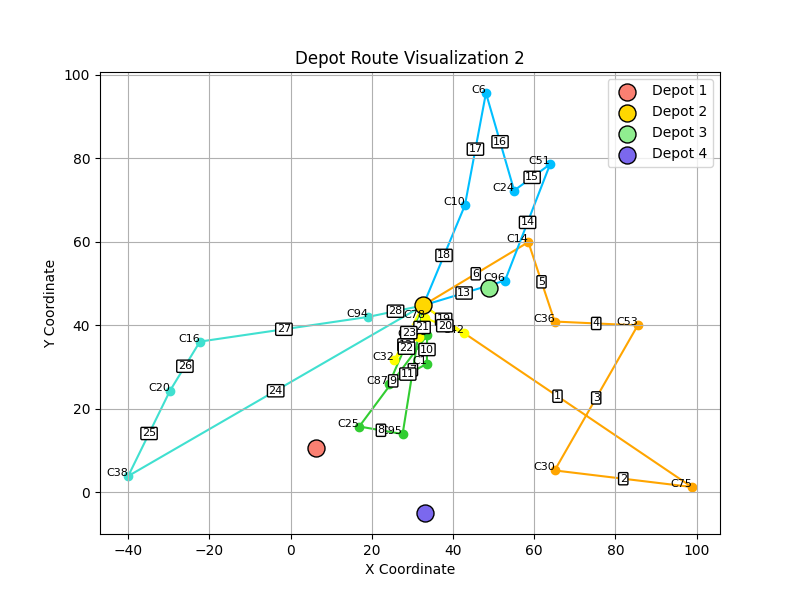 Depot Route Visualization 2
Depot 1
Depot 2
Depot 3
Depot 4
Y Coordinate
100
80
60
40
20
0
C6
16
17
C51
15
C24
C10
14
C14
18
6
5
C96
13
28
C94
C78
C36
4
C53
27
C16
23
21
19
20
22
10
C32
26
C87
9
11
24
C20
1
3
C25
8
C95
25
C38
C30
2
C75
−40
−20
0
20
40
60
80
100
X Coordinate